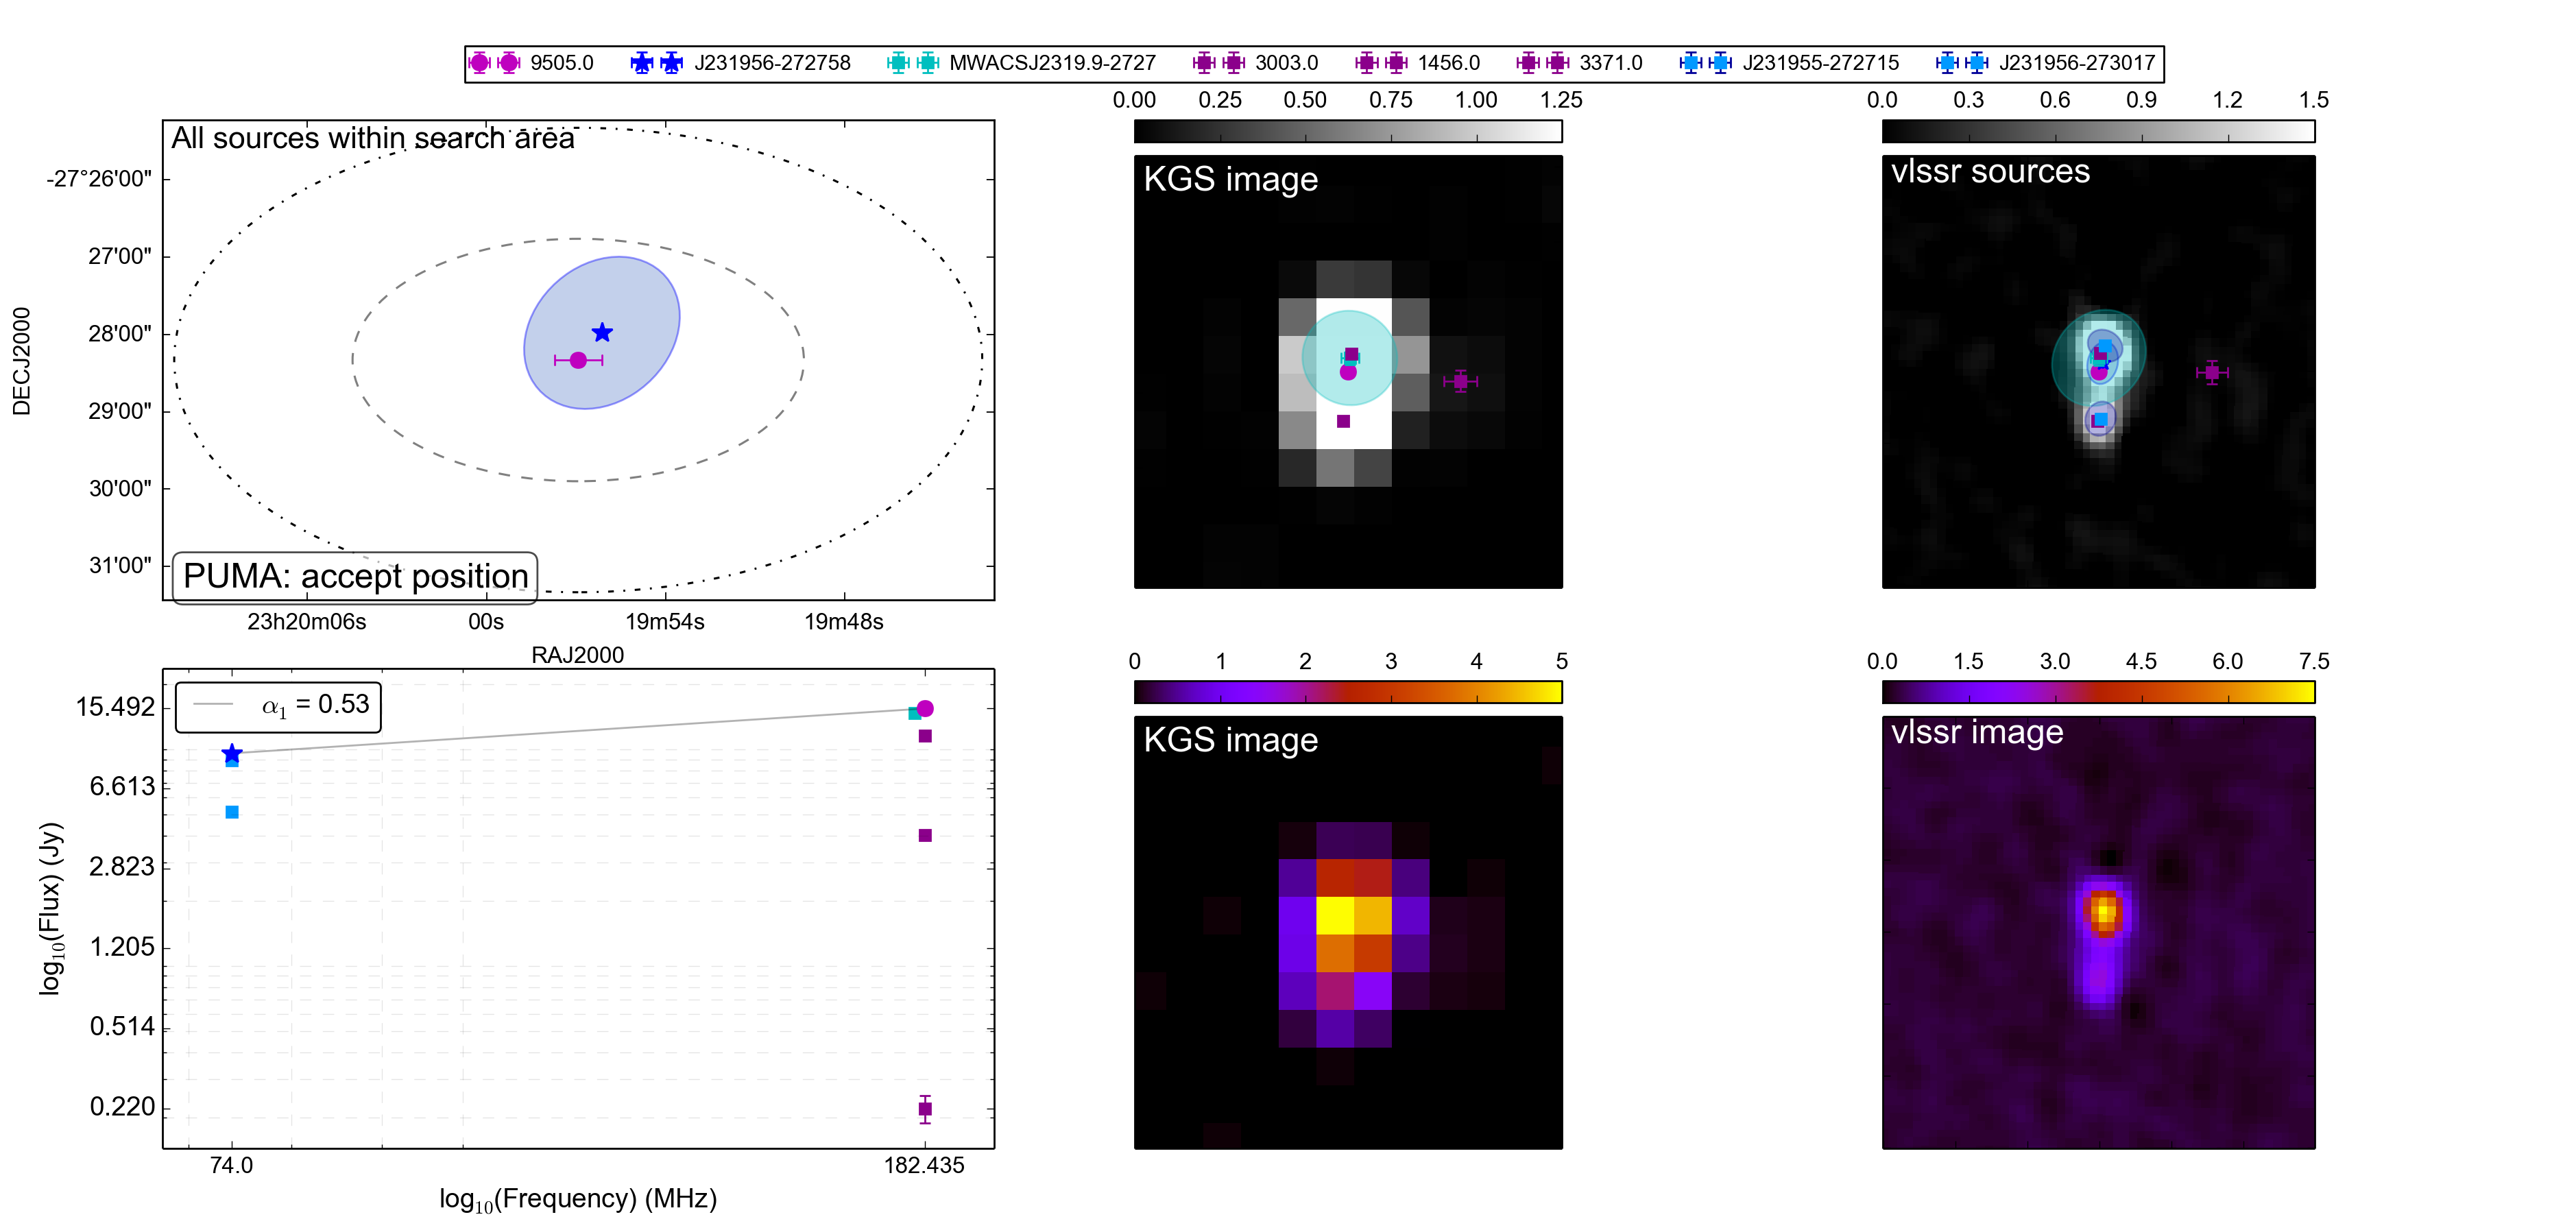 9505.0 J231956-272758 MWACSJ2319.9-2727 3003.0 1456.0 3371.0 J231955-272715 J231956-273017
All sources within search area
-27°26'00"
27'00"
28'00"
29'00"
30'00"
31'00"
DECJ2000
PUMA: accept position
23h20m06s 00s 19m54s 19m48s
RAJ2000
0.00 0.25 0.50 0.75 1.00 1.25
KGS image
0.0 0.3 0.6 0.9 1.2 1.5
vlssr sources
α₁ = 0.53
15.492
6.613
2.823
1.205
0.514
0.220
log₁₀(Flux) (Jy)
74.0 182.435
log₁₀(Frequency) (MHz)
0 1 2 3 4 5
KGS image
0.0 1.5 3.0 4.5 6.0 7.5
vlssr image